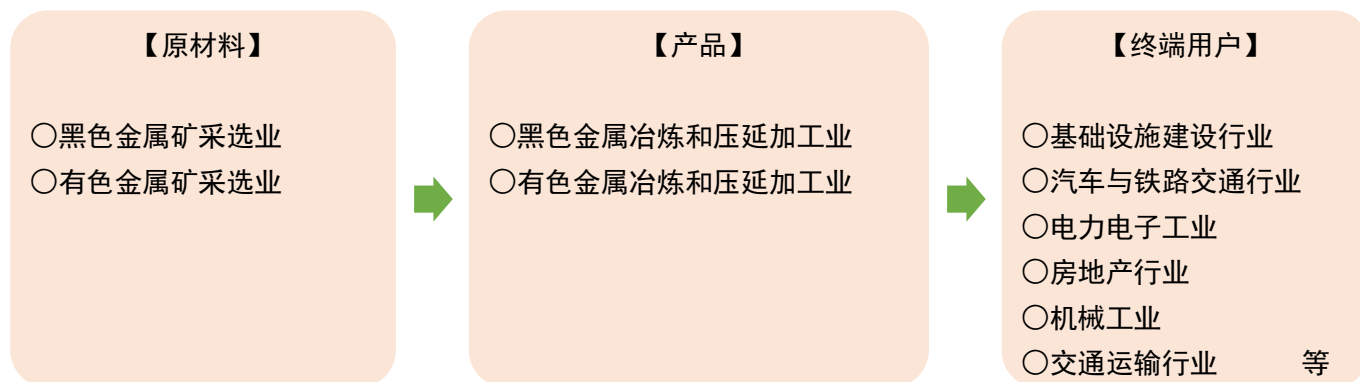 【原材料】
〇黑色金属矿采选业
〇有色金属矿采选业
【产品】
〇黑色金属冶炼和压延加工业
〇有色金属冶炼和压延加工业
【终端用户】
〇基础设施建设行业
〇汽车与铁路交通行业
〇电力电子工业
〇房地产行业
〇机械工业
〇交通运输行业 等